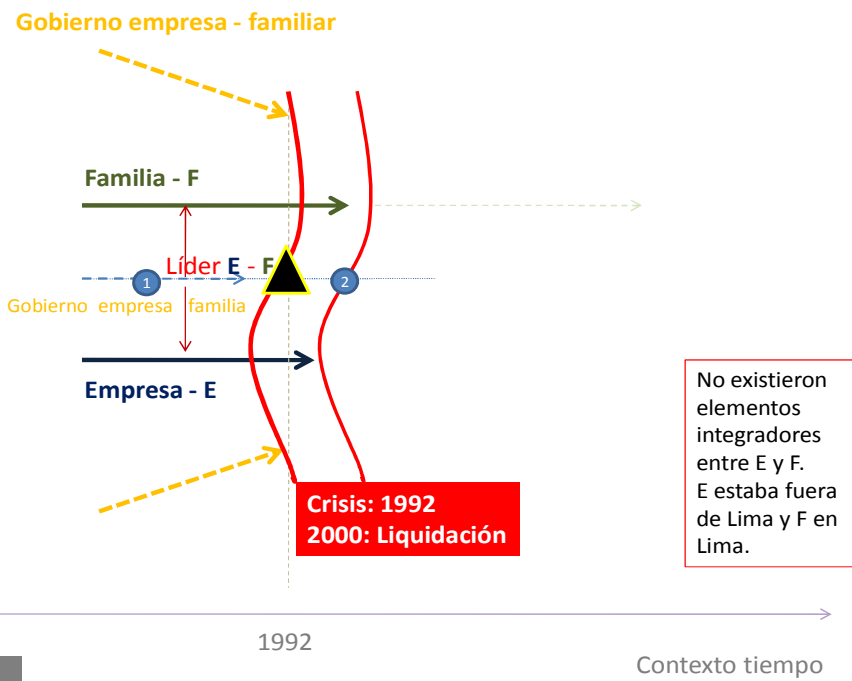 Gobierno empresa - familiar
Familia - F
Líder E - F
1
2
Gobierno empresa familia
Empresa - E
No existieron
elementos
integradores
entre E y F.
E estaba fuera
de Lima y F en
Lima.
Crisis: 1992
2000: Liquidación
1992
Contexto tiempo